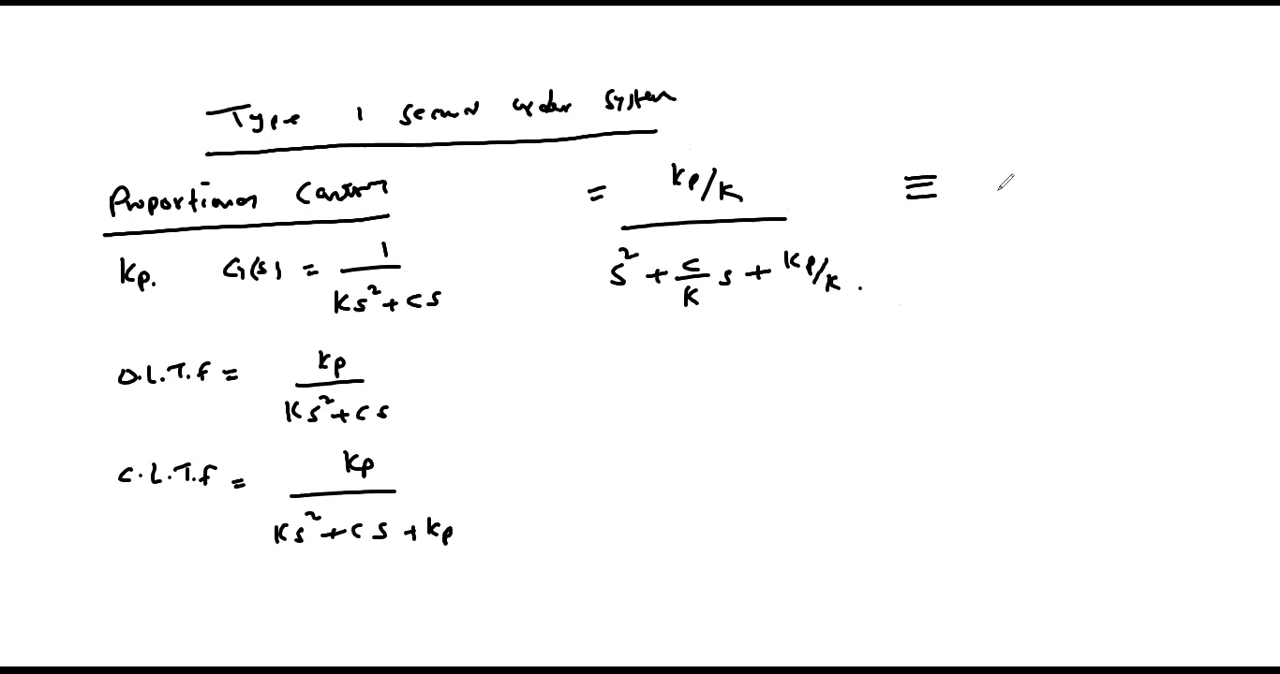 Type 1 second order system
Proportional Control
kp. G(s) = 1 / (Ks² + cs)
O.L.T.f = kp / (Ks² + cs)
C.L.T.f = kp / (Ks² + cs + kp)
= (kp/K) / (s² + c/K s + kp/K) . ≡